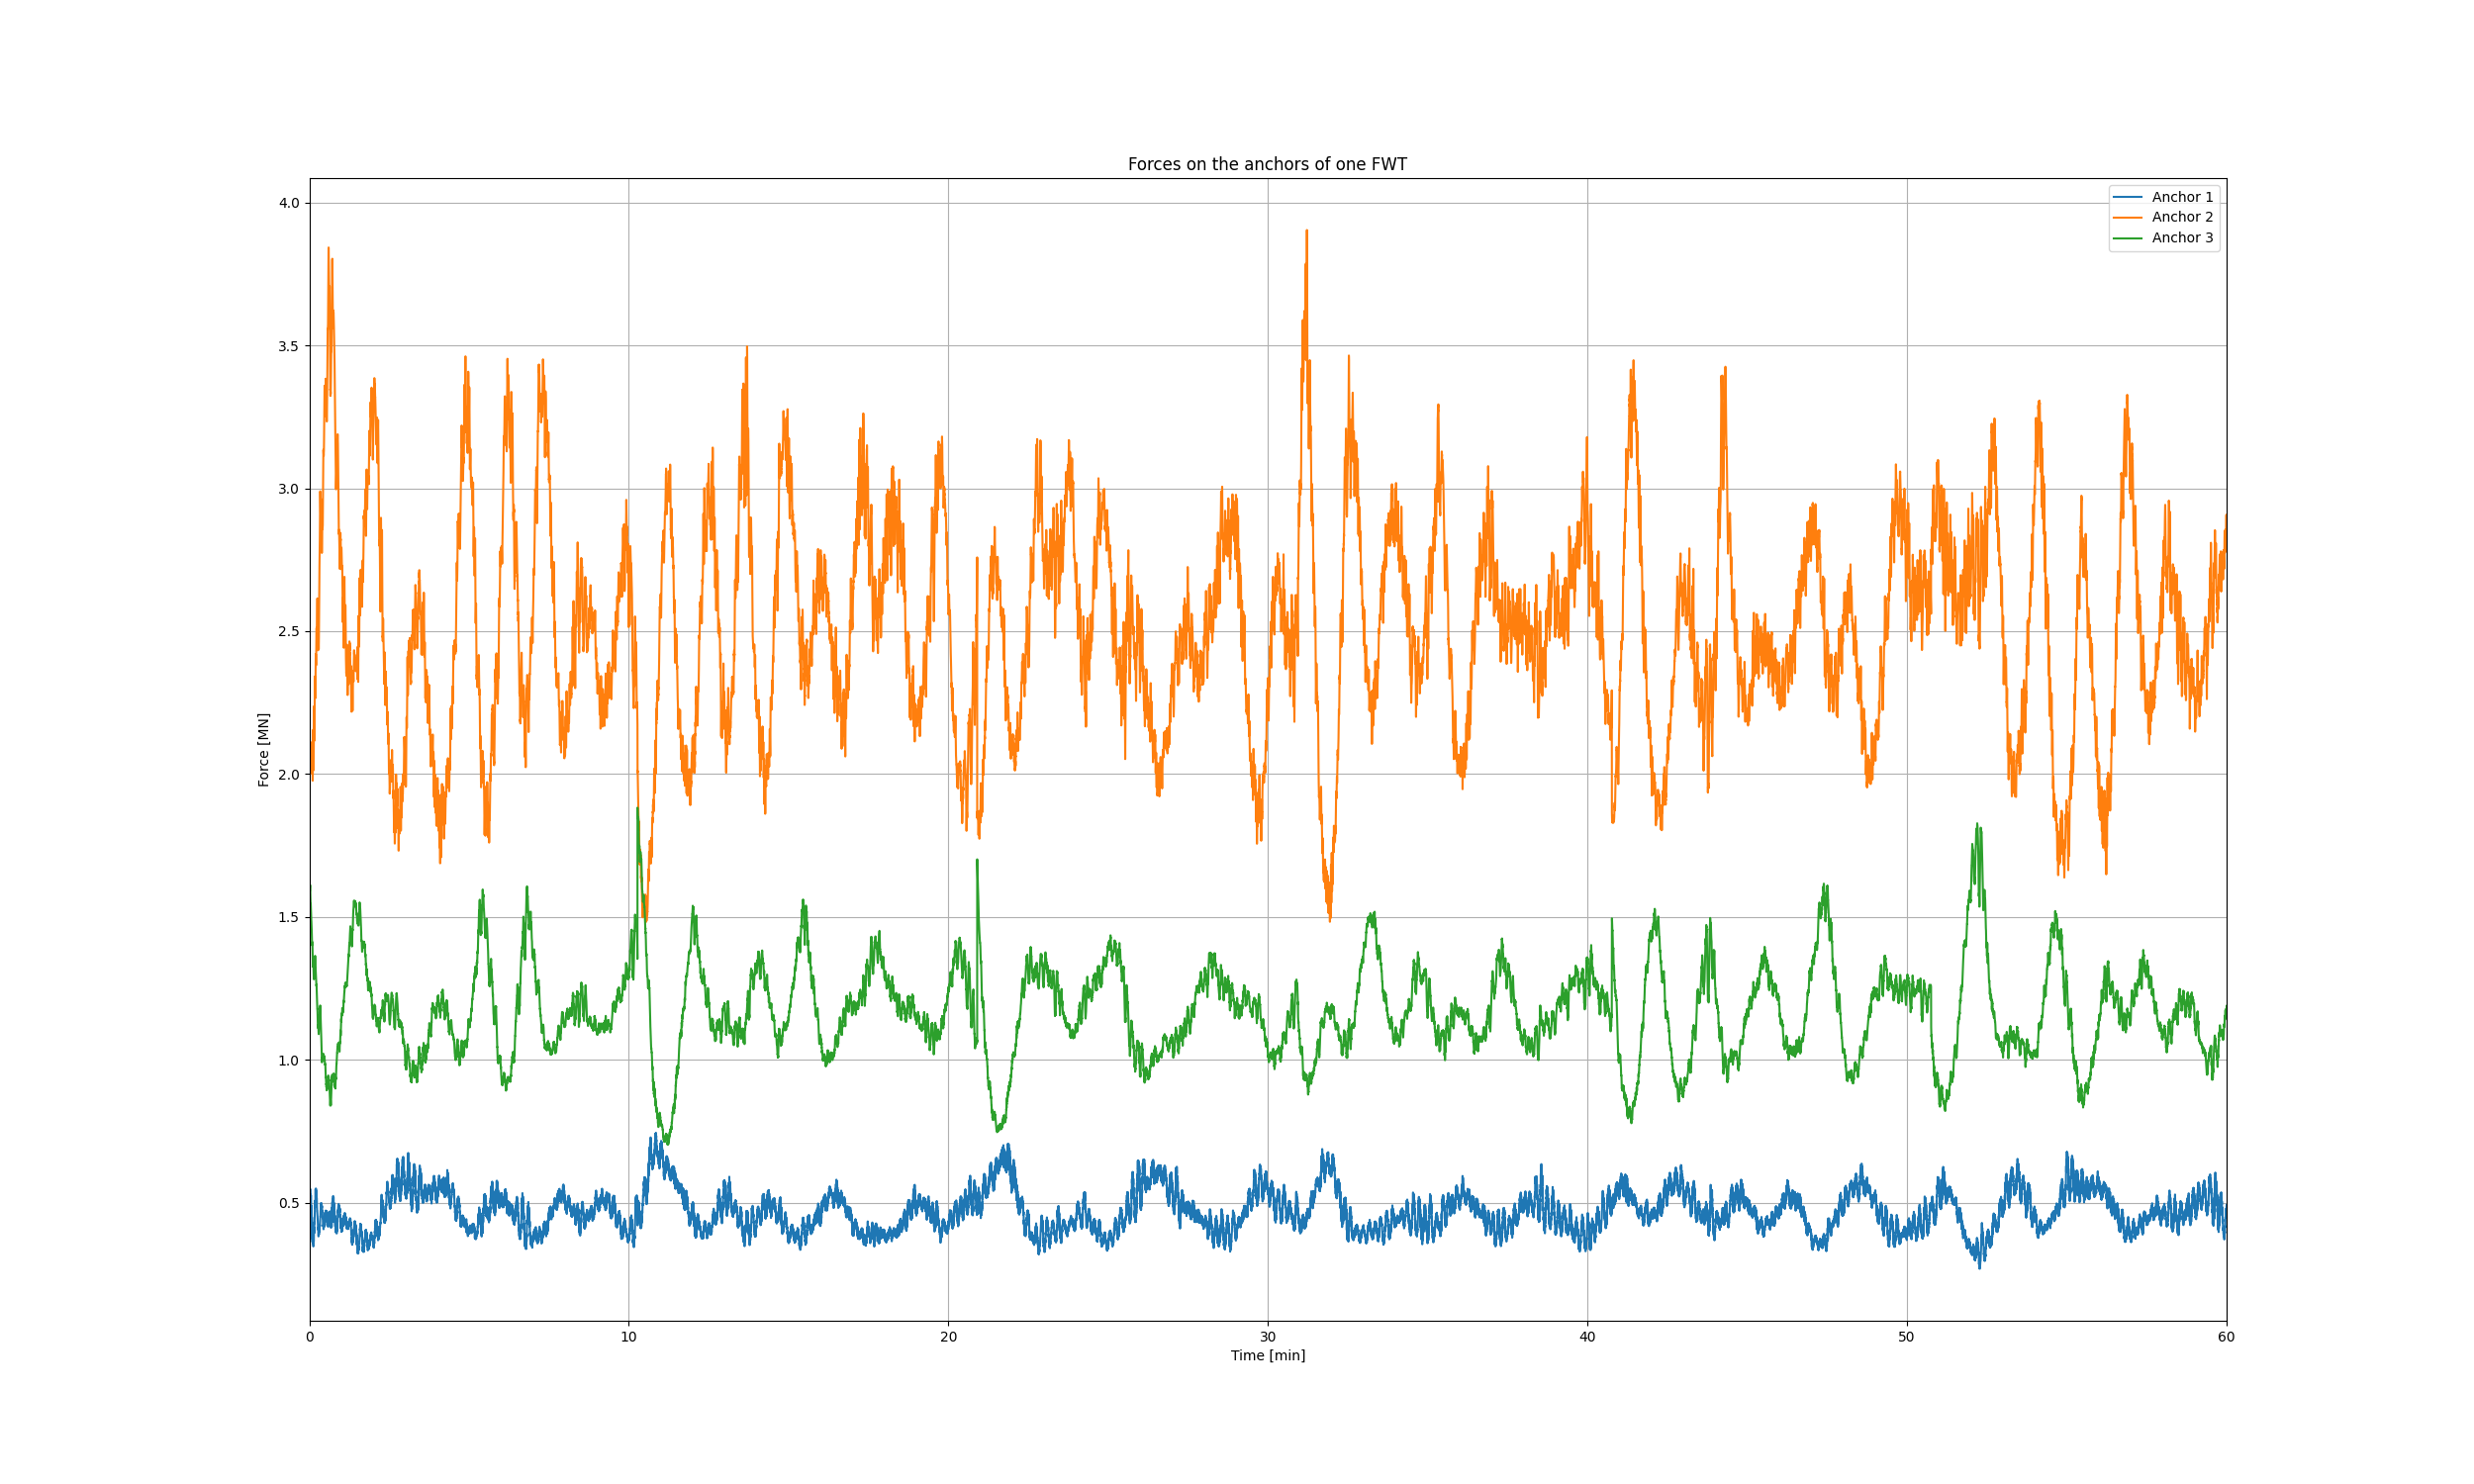 Forces on the anchors of one FWT
Anchor 1
Anchor 2
Anchor 3
4.0
3.5
3.0
2.5
2.0
1.5
1.0
0.5
Force [MN]
0 10 20 30 40 50 60
Time [min]